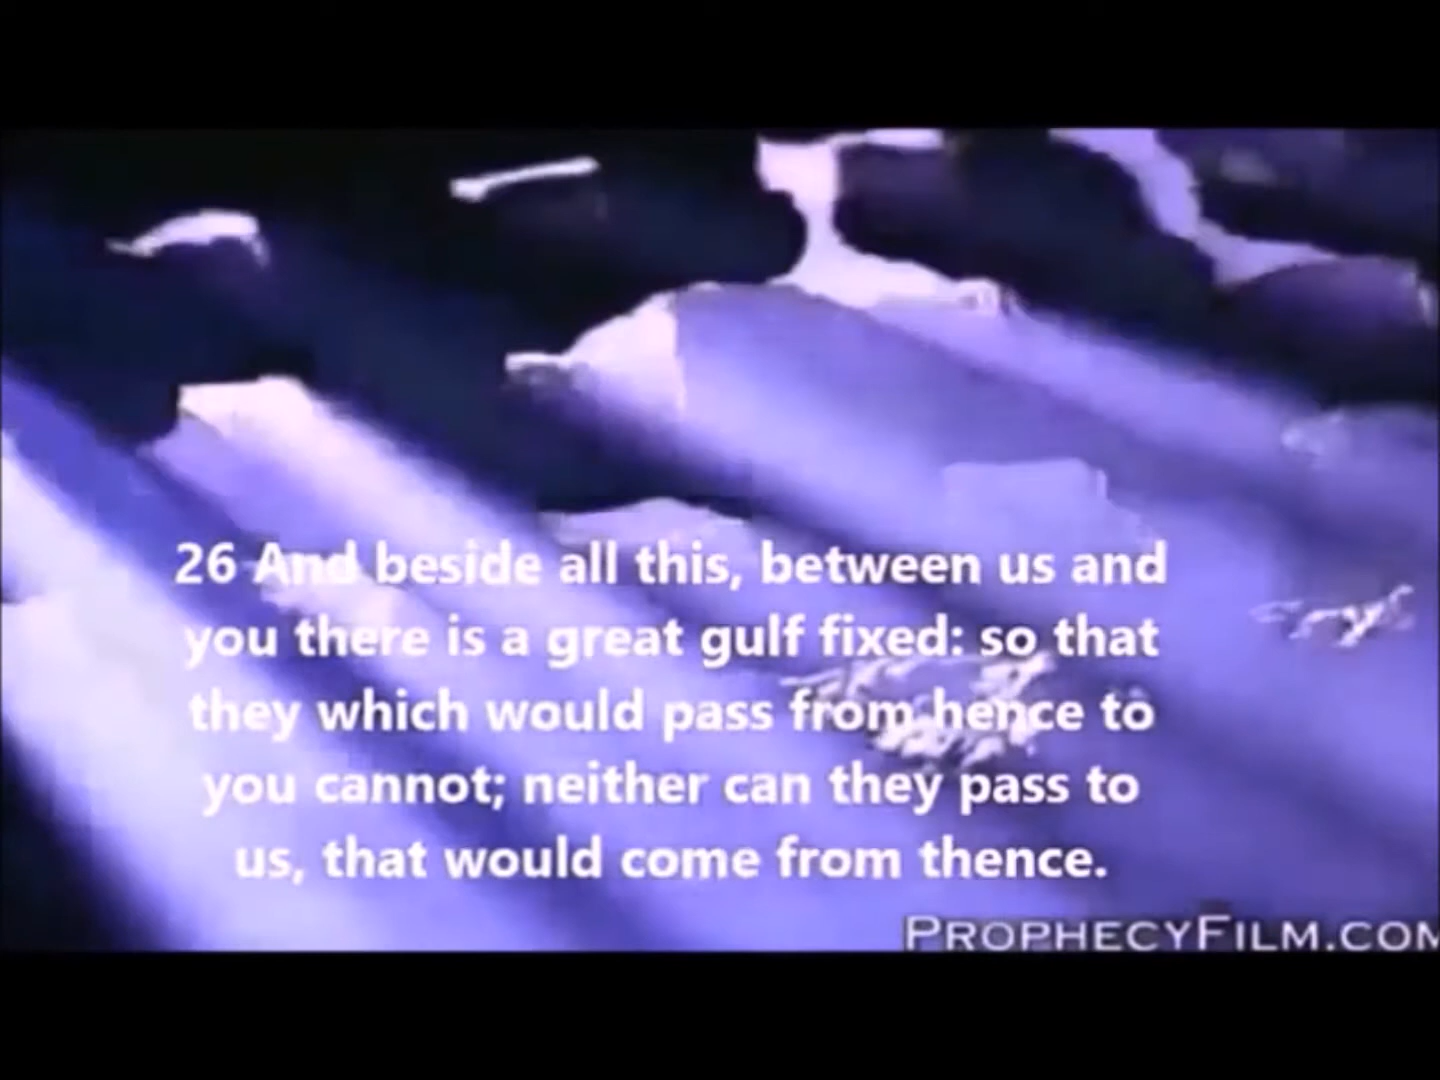 26 And beside all this, between us and
you there is a great gulf fixed: so that
they which would pass from hence to
you cannot; neither can they pass to
us, that would come from thence.
PROPHECYFILM.COM